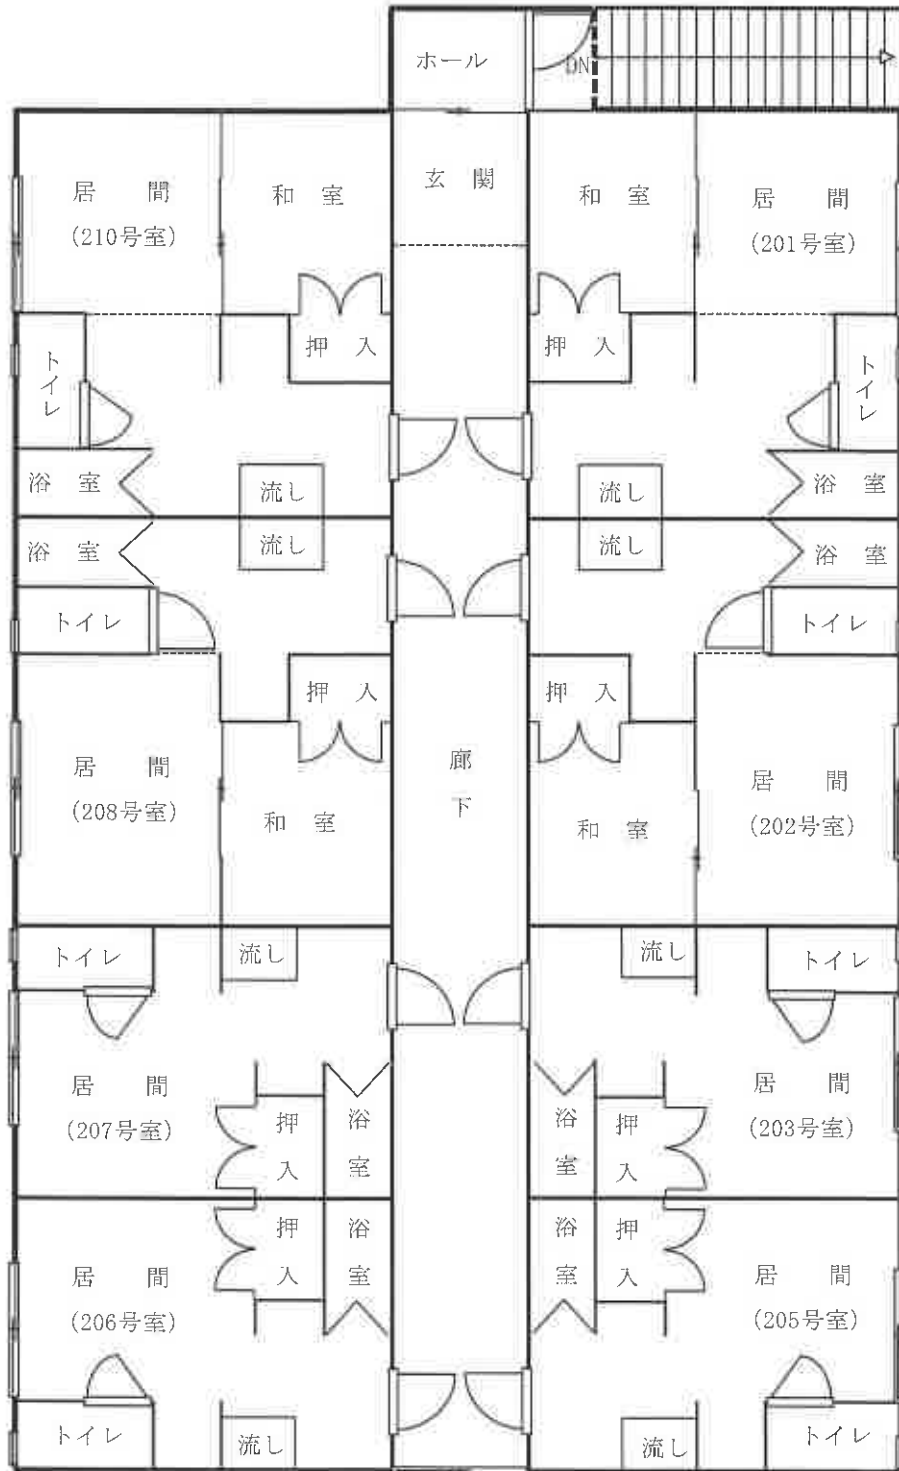 ホール
DN
居間
(210号室)
和室
玄関
和室
居間
(201号室)
押入
押入
トイレ
トイレ
浴室
流し
流し
浴室
浴室
流し
流し
浴室
トイレ
トイレ
押入
押入
居間
(208号室)
和室
廊下
和室
居間
(202号室)
トイレ
流し
流し
トイレ
居間
(207号室)
押入
浴室
浴室
押入
居間
(203号室)
居間
(206号室)
押入
浴室
浴室
押入
居間
(205号室)
トイレ
流し
流し
トイレ